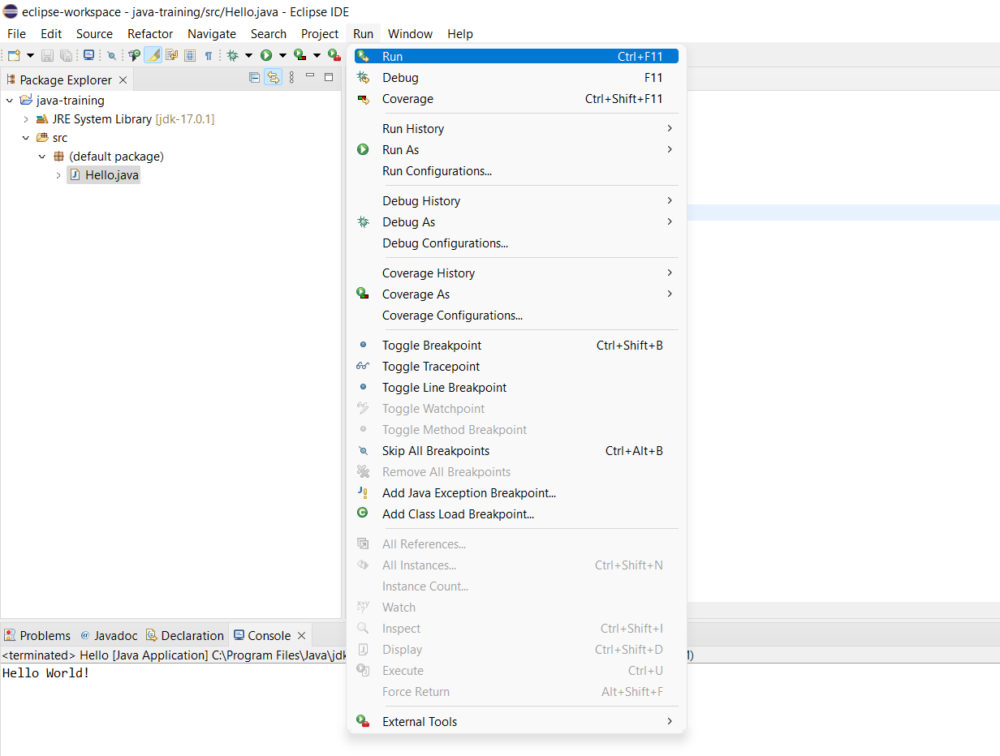 eclipse-workspace - java-training/src/Hello.java - Eclipse IDE
File Edit Source Refactor Navigate Search Project Run Window Help
Package Explorer
java-training
JRE System Library [jdk-17.0.1]
src
(default package)
Hello.java
Run Ctrl+F11
Debug F11
Coverage Ctrl+Shift+F11
Run History
Run As
Run Configurations...
Debug History
Debug As
Debug Configurations...
Coverage History
Coverage As
Coverage Configurations...
Toggle Breakpoint Ctrl+Shift+B
Toggle Tracepoint
Toggle Line Breakpoint
Toggle Watchpoint
Toggle Method Breakpoint
Skip All Breakpoints Ctrl+Alt+B
Remove All Breakpoints
Add Java Exception Breakpoint...
Add Class Load Breakpoint...
All References...
All Instances... Ctrl+Shift+N
Instance Count...
Watch
Inspect Ctrl+Shift+I
Display Ctrl+Shift+D
Execute Ctrl+U
Force Return Alt+Shift+F
External Tools
Problems Javadoc Declaration Console
<terminated> Hello [Java Application] C:\Program Files\Java\jdk
Hello World!